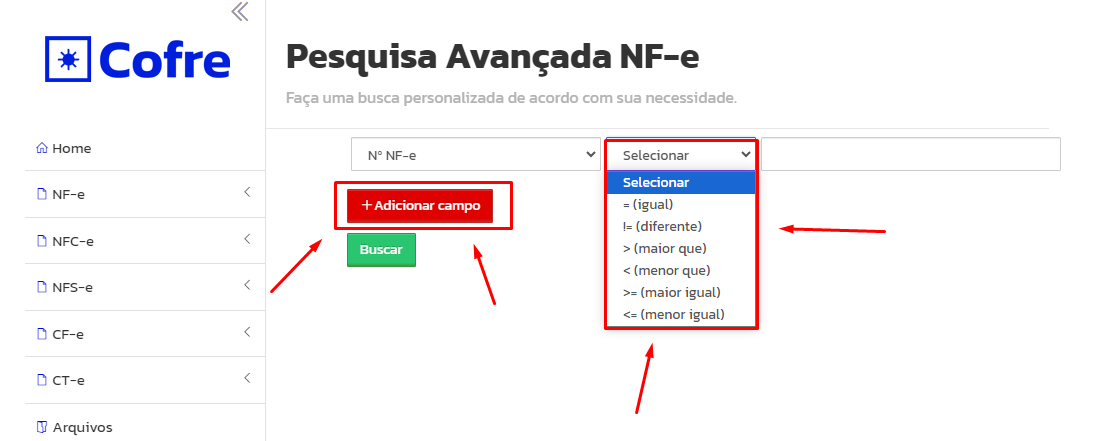 Cofre
Home
NF-e
NFC-e
NFS-e
CF-e
CT-e
Arquivos
Pesquisa Avançada NF-e
Faça uma busca personalizada de acordo com sua necessidade.
Nº NF-e
Selecionar
Selecionar
= (igual)
!= (diferente)
> (maior que)
< (menor que)
>= (maior igual)
<= (menor igual)
+Adicionar campo
Buscar